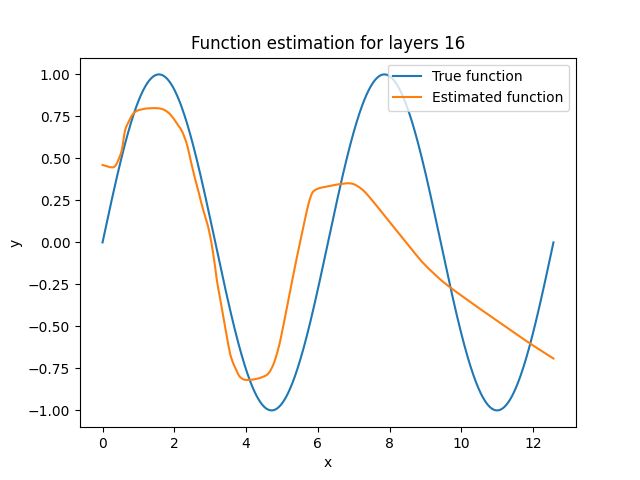 Function estimation for layers 16
True function
Estimated function
1.00
0.75
0.50
0.25
0.00
−0.25
−0.50
−0.75
−1.00
y
0 2 4 6 8 10 12
x